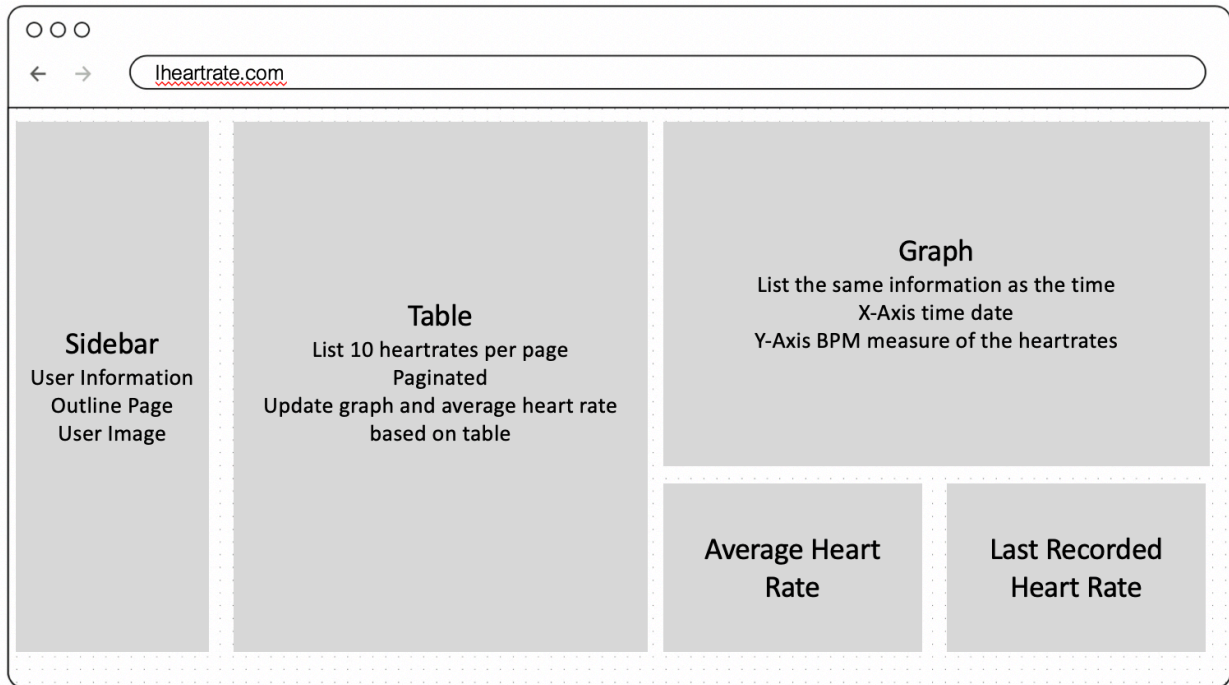 Iheartrate.com
Sidebar
User Information
Outline Page
User Image
Table
List 10 heartrates per page
Paginated
Update graph and average heart rate
based on table
Graph
List the same information as the time
X-Axis time date
Y-Axis BPM measure of the heartrates
Average Heart
Rate
Last Recorded
Heart Rate